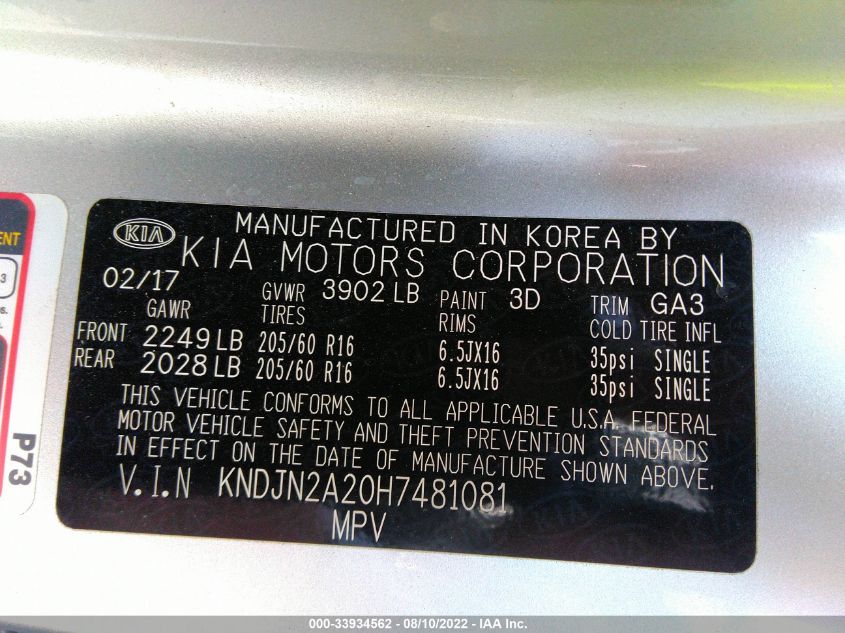 MANUFACTURED IN KOREA BY
KIA KIA MOTORS CORPORATION
02/17 GVWR 3902 LB PAINT 3D TRIM GA3
GAWR TIRES RIMS COLD TIRE INFL
FRONT 2249 LB 205/60 R16 6.5JX16 35psi SINGLE
REAR 2028 LB 205/60 R16 6.5JX16 35psi SINGLE
THIS VEHICLE CONFORMS TO ALL APPLICABLE U.S.A. FEDERAL
MOTOR VEHICLE SAFETY AND THEFT PREVENTION STANDARDS
IN EFFECT ON THE DATE OF MANUFACTURE SHOWN ABOVE.
V.I.N KNDJN2A20H7481081
MPV
ENT
3
P73
000-33934562 - 08/10/2022 - IAA Inc.